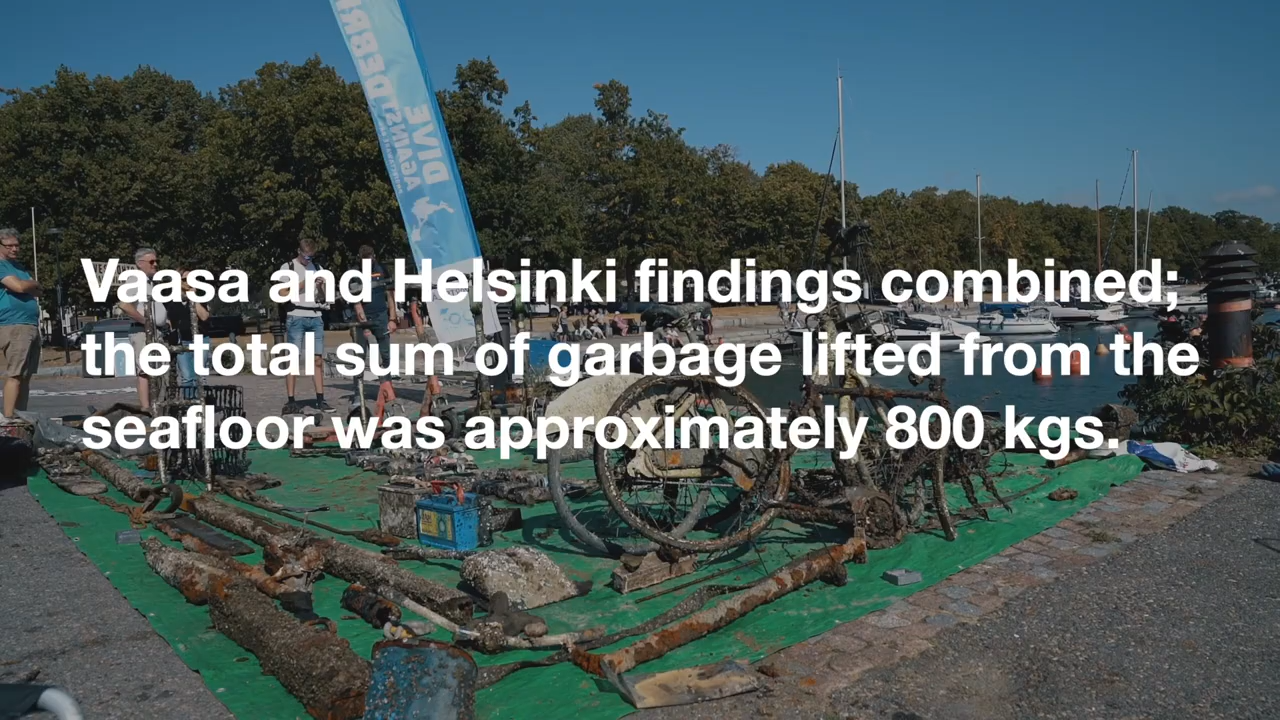 DIVE
AGAINST DEBRI
Vaasa and Helsinki findings combined;
the total sum of garbage lifted from the
seafloor was approximately 800 kgs.